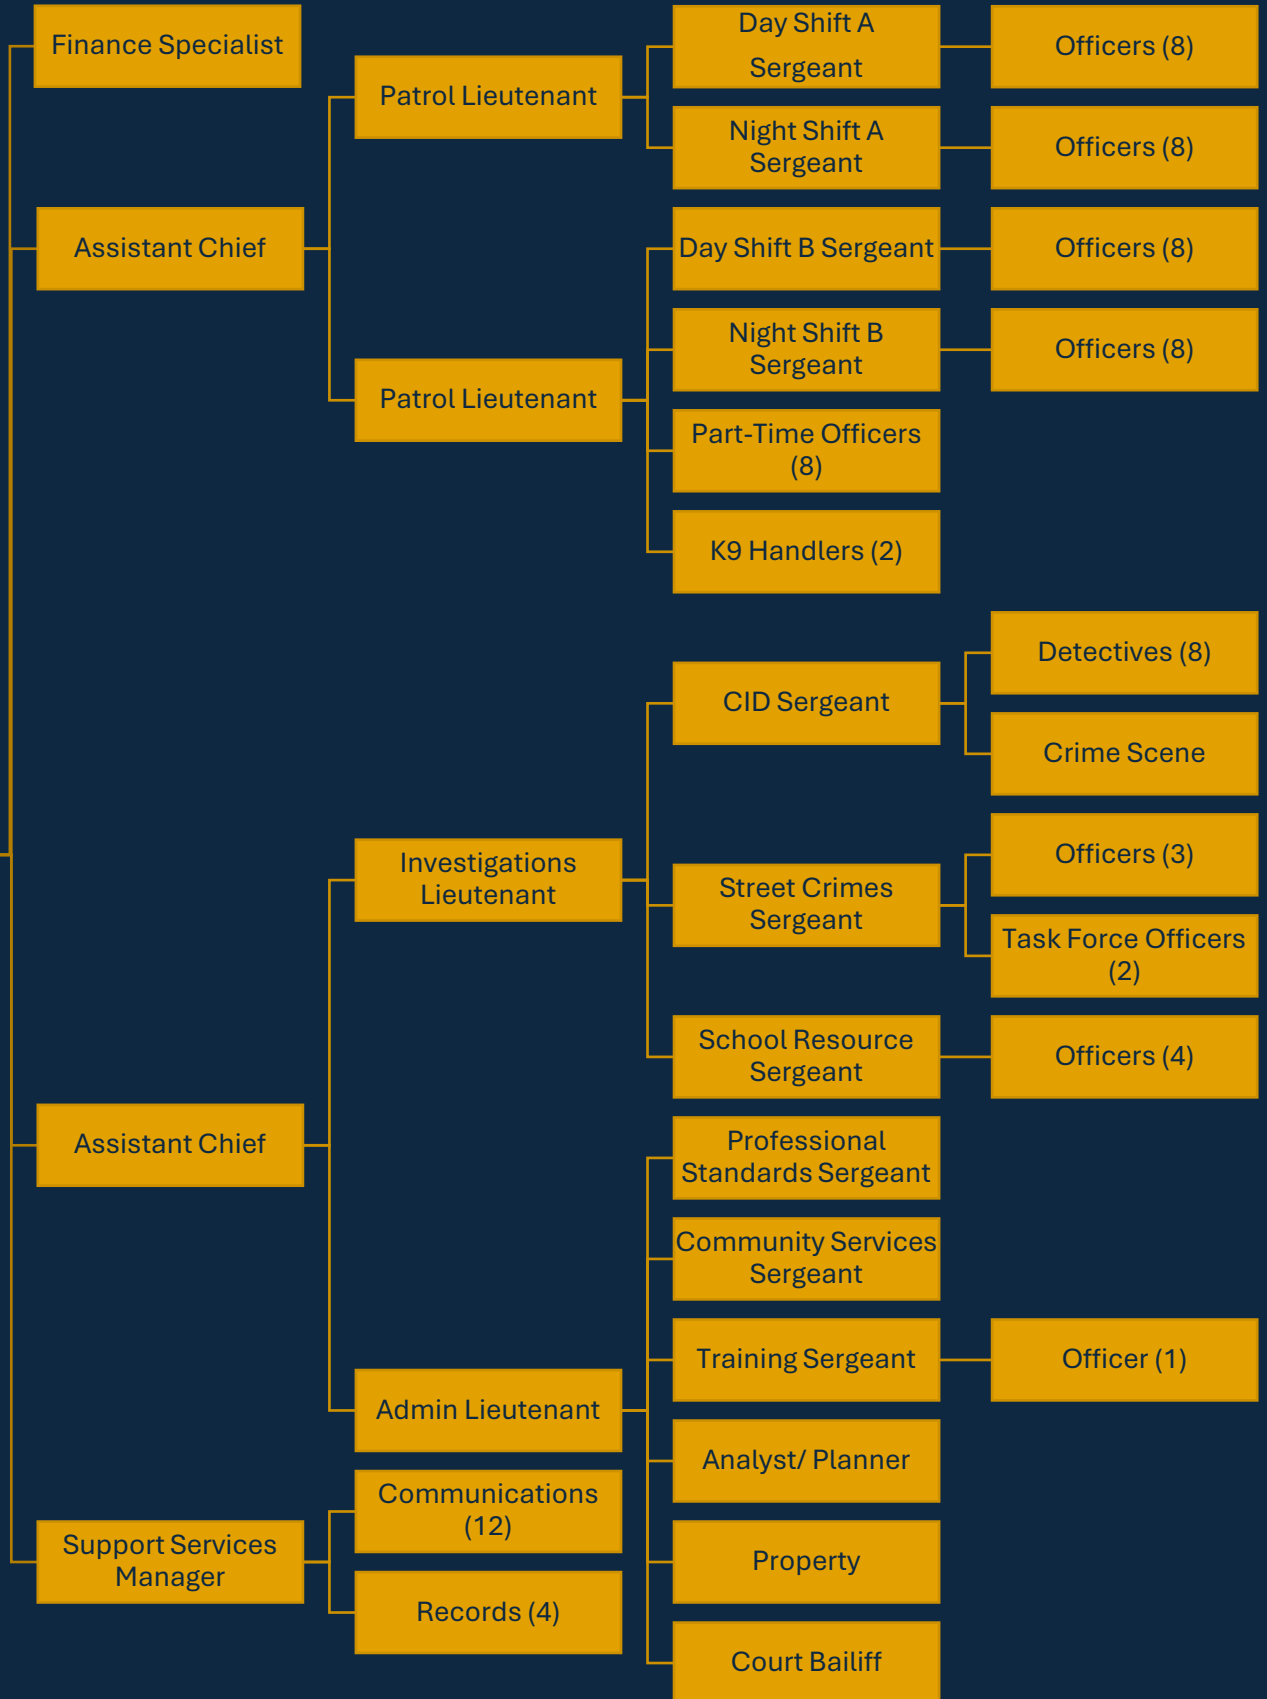 Finance Specialist
Assistant Chief
Patrol Lieutenant
Day Shift A
Sergeant
Officers (8)
Night Shift A
Sergeant
Officers (8)
Patrol Lieutenant
Day Shift B Sergeant
Officers (8)
Night Shift B
Sergeant
Officers (8)
Part-Time Officers
(8)
K9 Handlers (2)
Assistant Chief
Investigations
Lieutenant
CID Sergeant
Detectives (8)
Crime Scene
Street Crimes
Sergeant
Officers (3)
Task Force Officers
(2)
School Resource
Sergeant
Officers (4)
Admin Lieutenant
Professional
Standards Sergeant
Community Services
Sergeant
Training Sergeant
Officer (1)
Analyst/ Planner
Property
Court Bailiff
Support Services
Manager
Communications
(12)
Records (4)